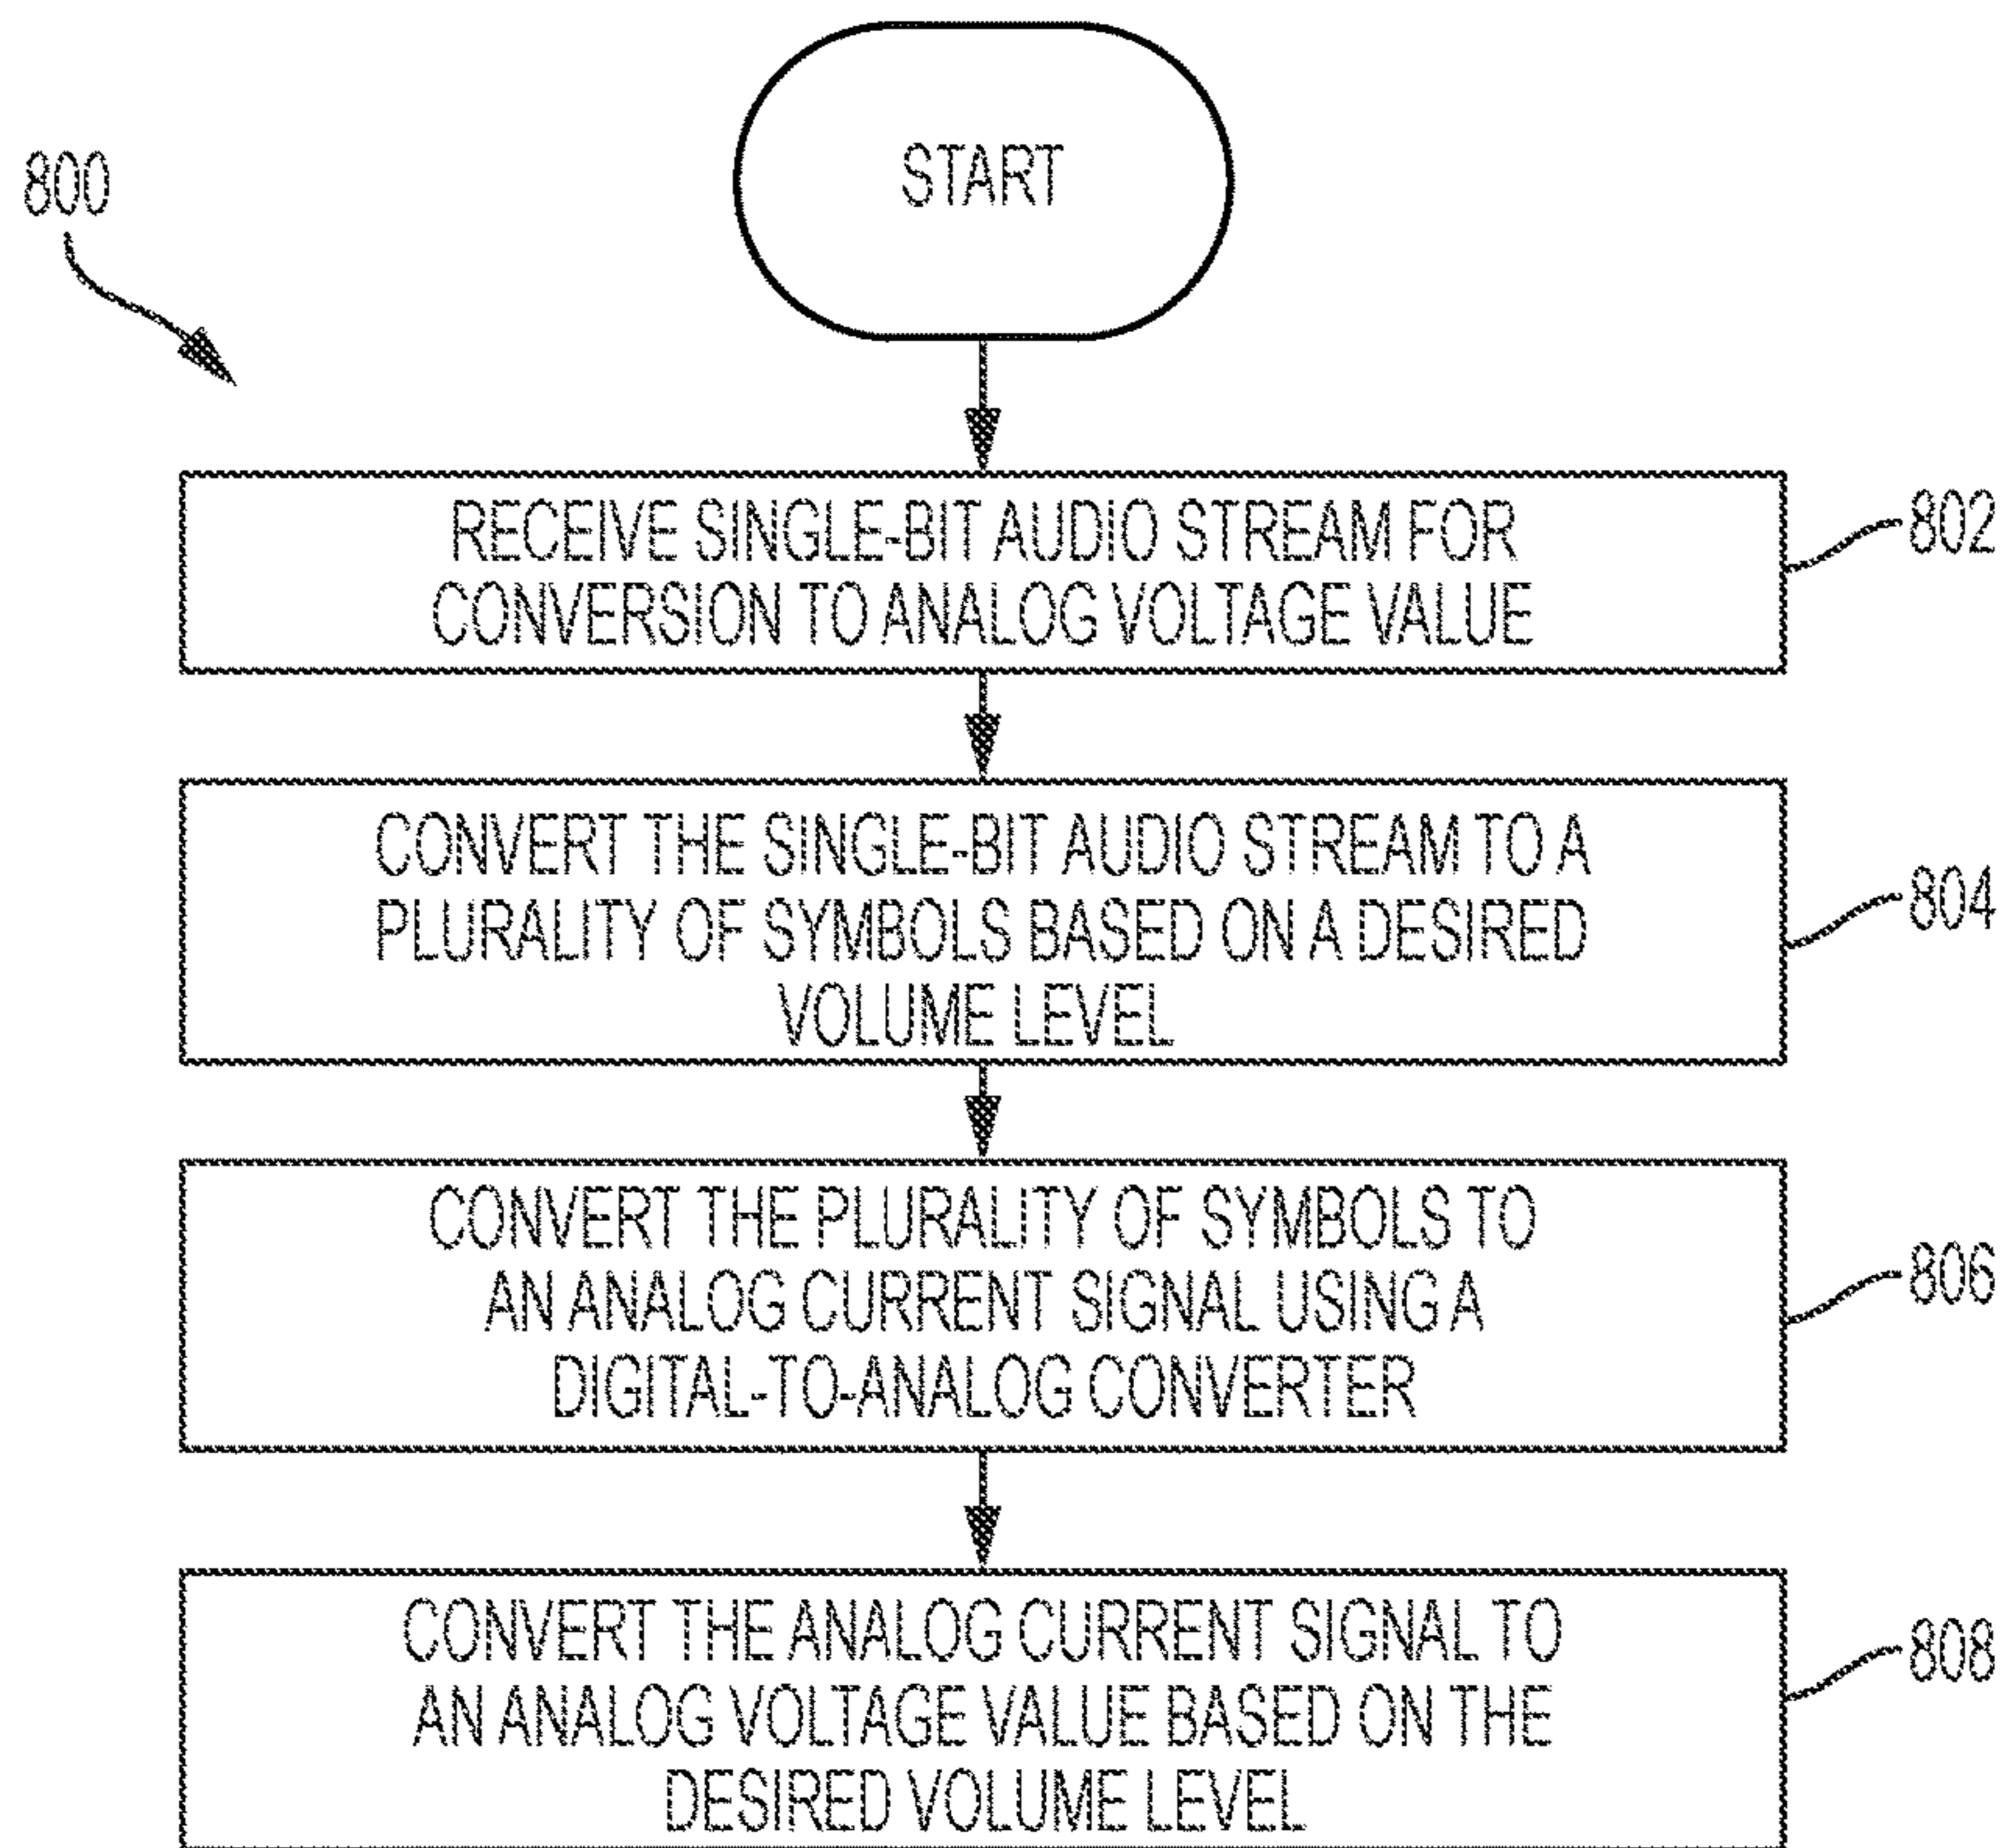 START
800
RECEIVE SINGLE-BIT AUDIO STREAM FOR
CONVERSION TO ANALOG VOLTAGE VALUE
802
CONVERT THE SINGLE-BIT AUDIO STREAM TO A
PLURALITY OF SYMBOLS BASED ON A DESIRED
VOLUME LEVEL
804
CONVERT THE PLURALITY OF SYMBOLS TO
AN ANALOG CURRENT SIGNAL USING A
DIGITAL-TO-ANALOG CONVERTER
806
CONVERT THE ANALOG CURRENT SIGNAL TO
AN ANALOG VOLTAGE VALUE BASED ON THE
DESIRED VOLUME LEVEL
808